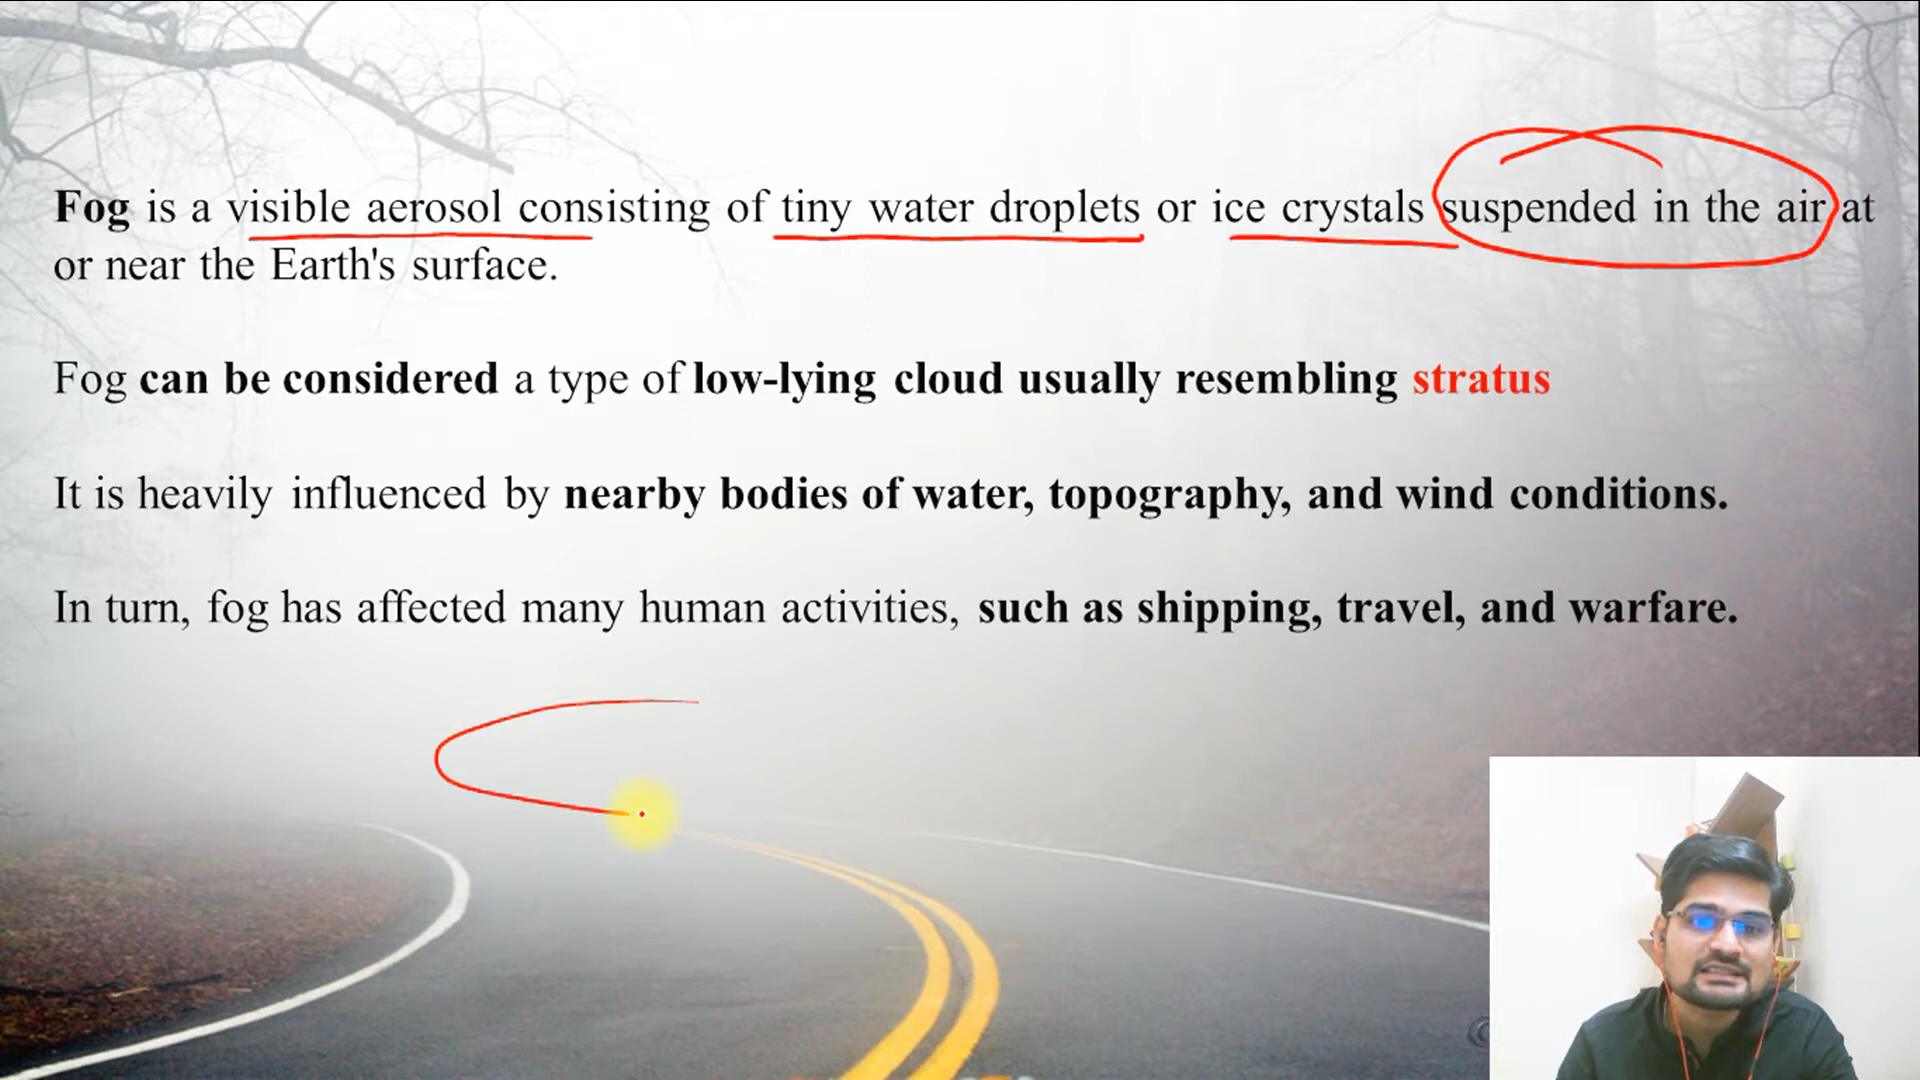 Fog is a visible aerosol consisting of tiny water droplets or ice crystals suspended in the air at
or near the Earth's surface.
Fog can be considered a type of low-lying cloud usually resembling stratus
It is heavily influenced by nearby bodies of water, topography, and wind conditions.
In turn, fog has affected many human activities, such as shipping, travel, and warfare.